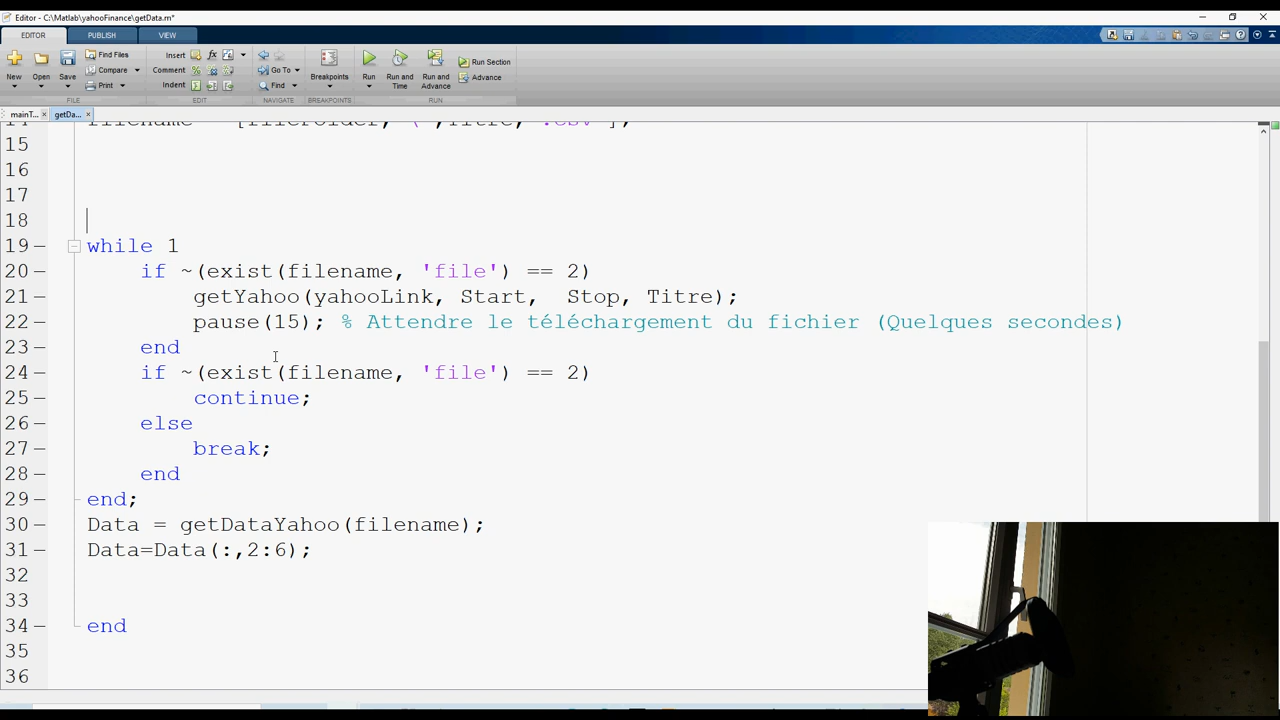 Editor - C:\Matlab\yahooFinance\getData.m*
EDITOR PUBLISH VIEW
New Open Save Find Files Compare Print Insert Comment Indent Go To Find Breakpoints Run Run and Time Run and Advance Run Section Advance
FILE EDIT NAVIGATE BREAKPOINTS RUN
mainT... getDa...
15
16
17
18
19 while 1
20 if ~(exist(filename, 'file') == 2)
21 getYahoo(yahooLink, Start, Stop, Titre);
22 pause(15); % Attendre le téléchargement du fichier (Quelques secondes)
23 end
24 if ~(exist(filename, 'file') == 2)
25 continue;
26 else
27 break;
28 end
29 end;
30 Data = getDataYahoo(filename);
31 Data=Data(:,2:6);
32
33
34 end
35
36